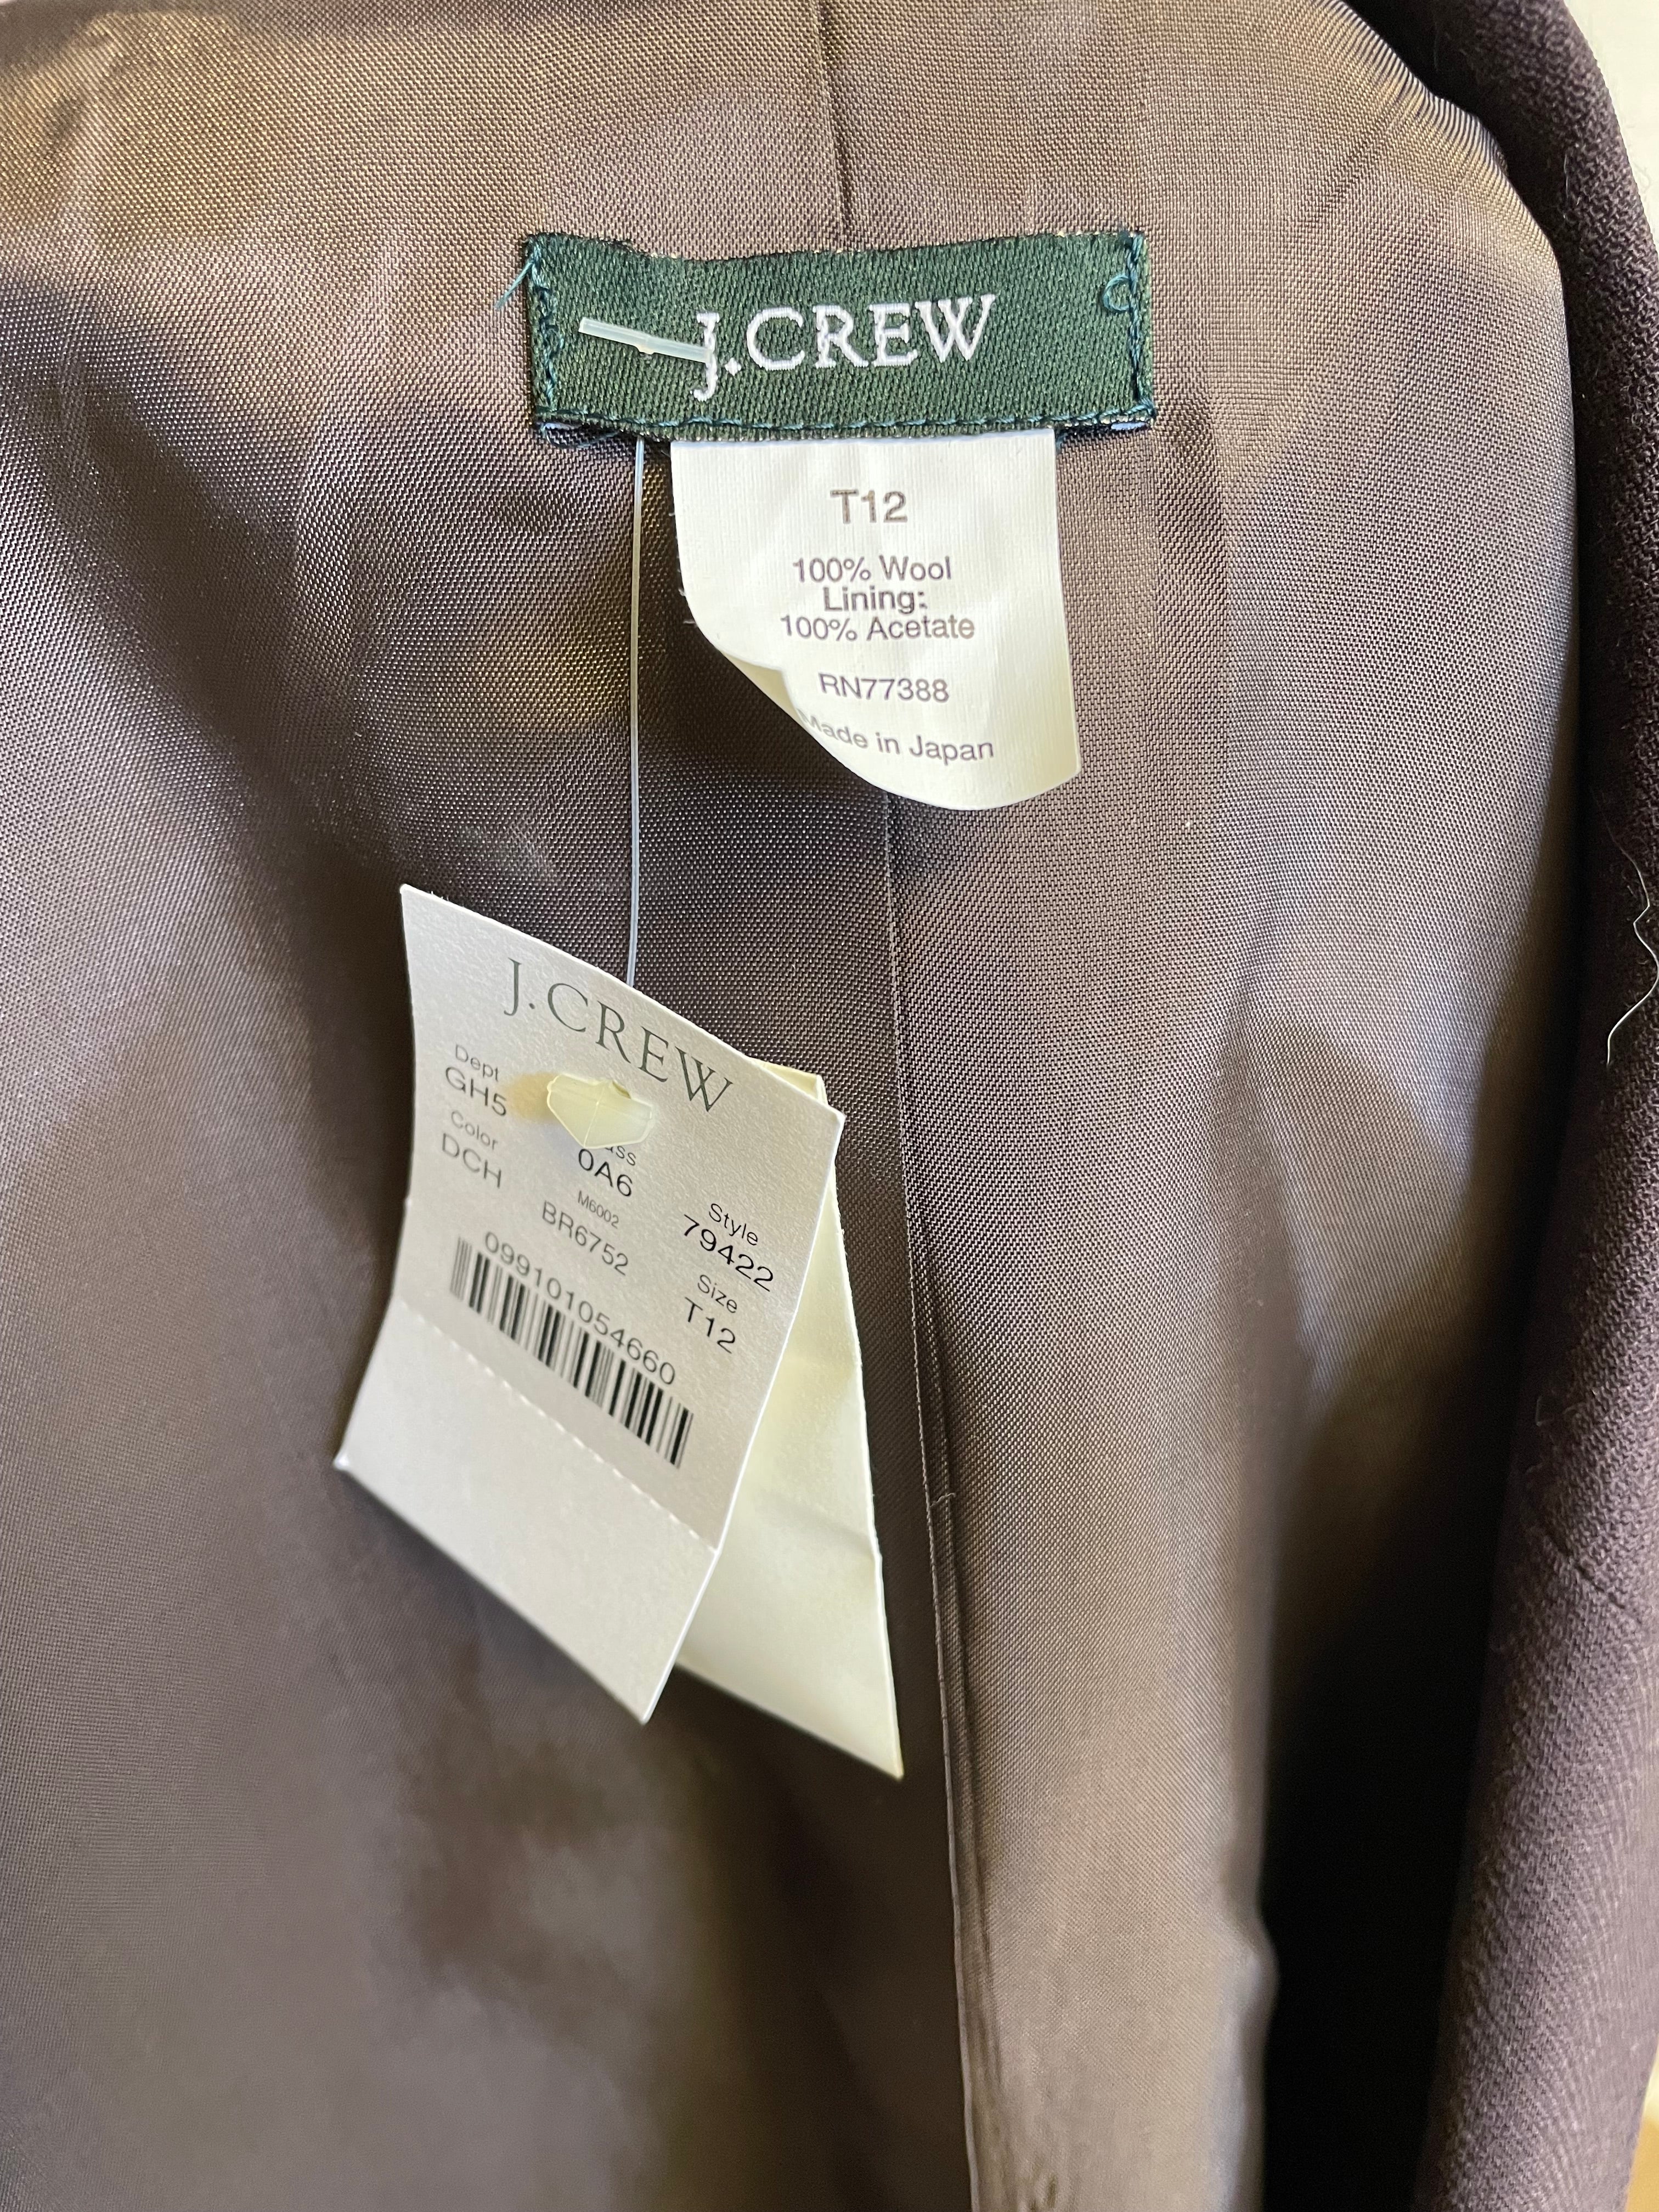 J.CREW
T12
100% Wool
Lining:
100% Acetate
RN77388
Made in Japan
J.CREW
Dept
GH5
0A6
Style
79422
Color
DCH
M6002
BR6752
Size
T12
099101054660